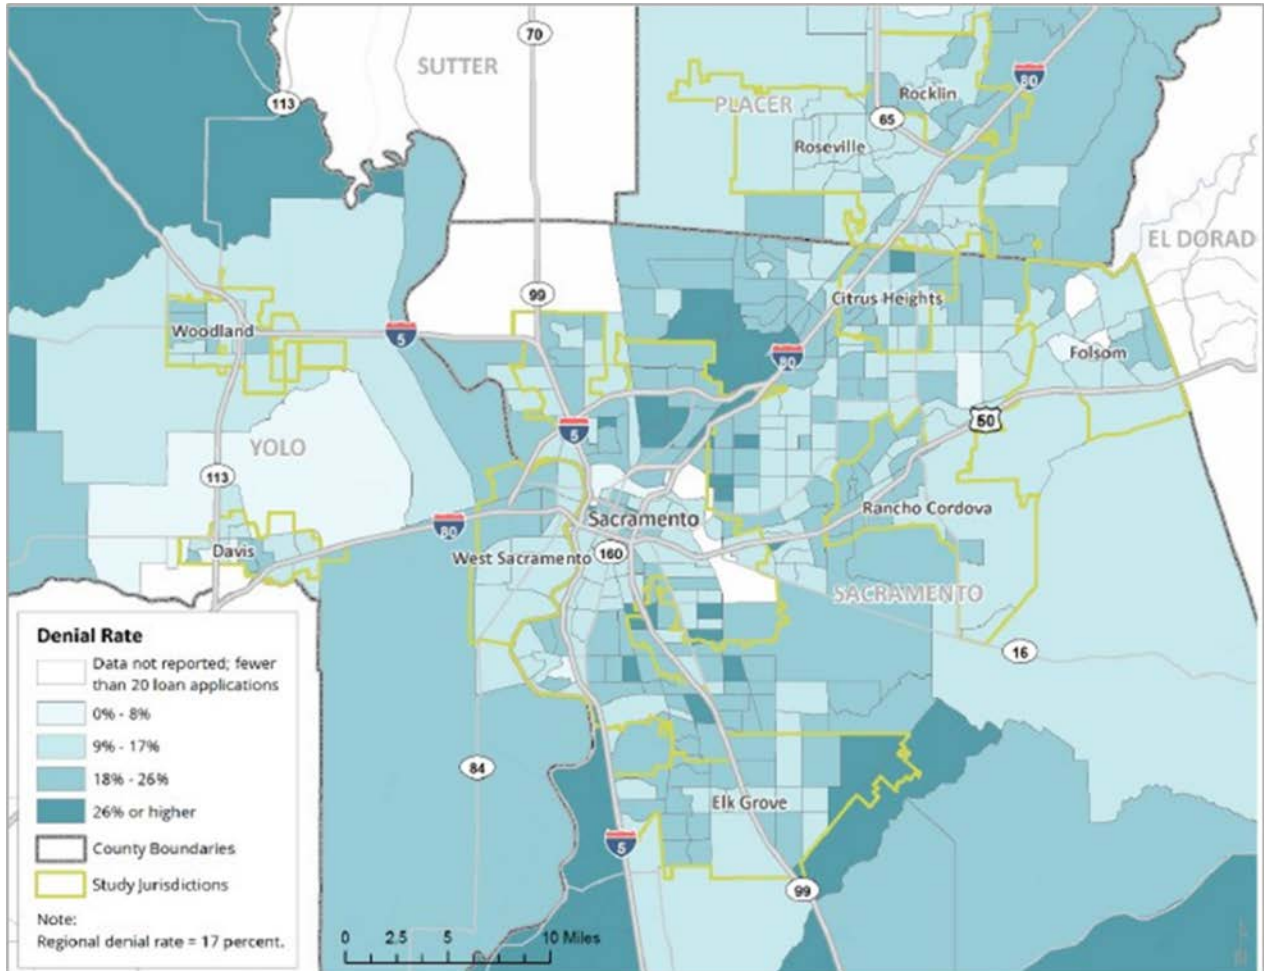 70
SUTTER
80
113
PLACER
Rocklin
65
Roseville
EL DORAD
99
Citrus Heights
Woodland
5
80
Folsom
50
5
YOLO
113
Rancho Cordova
Sacramento
80
Davis
West Sacramento
160
SACRAMENTO
16
84
Elk Grove
5
99
Denial Rate
Data not reported; fewer
than 20 loan applications
0% - 8%
9% - 17%
18% - 26%
26% or higher
County Boundaries
Study Jurisdictions
Note:
Regional denial rate = 17 percent.
0 2.5 5 10 Miles